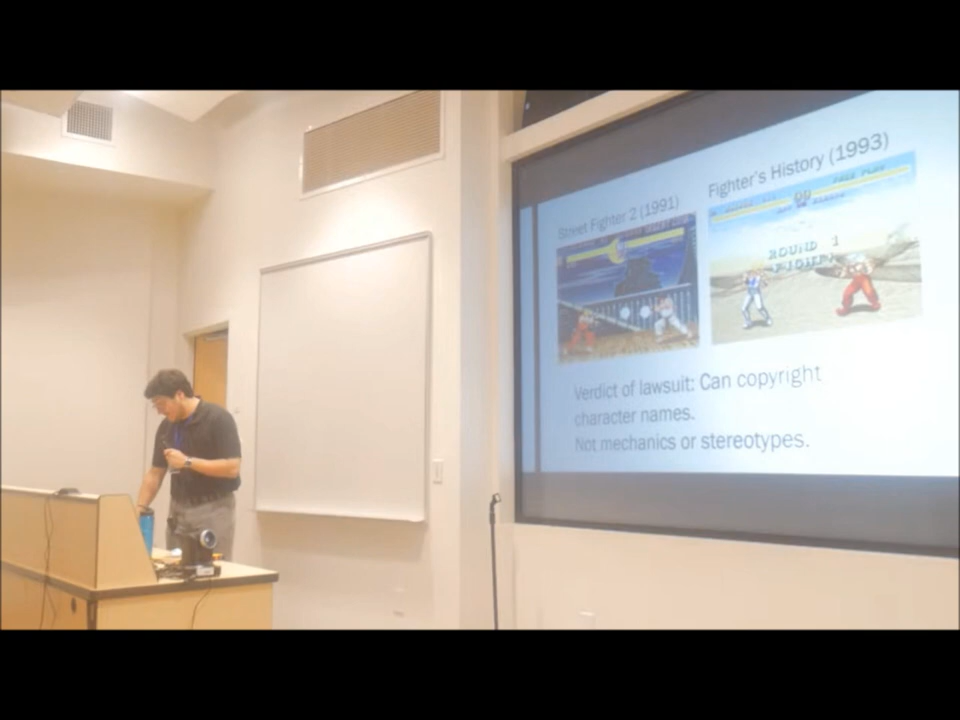 Street Fighter 2 (1991)
Fighter's History (1993)
ROUND 1
FIGHT!
Verdict of lawsuit: Can copyright
character names.
Not mechanics or stereotypes.